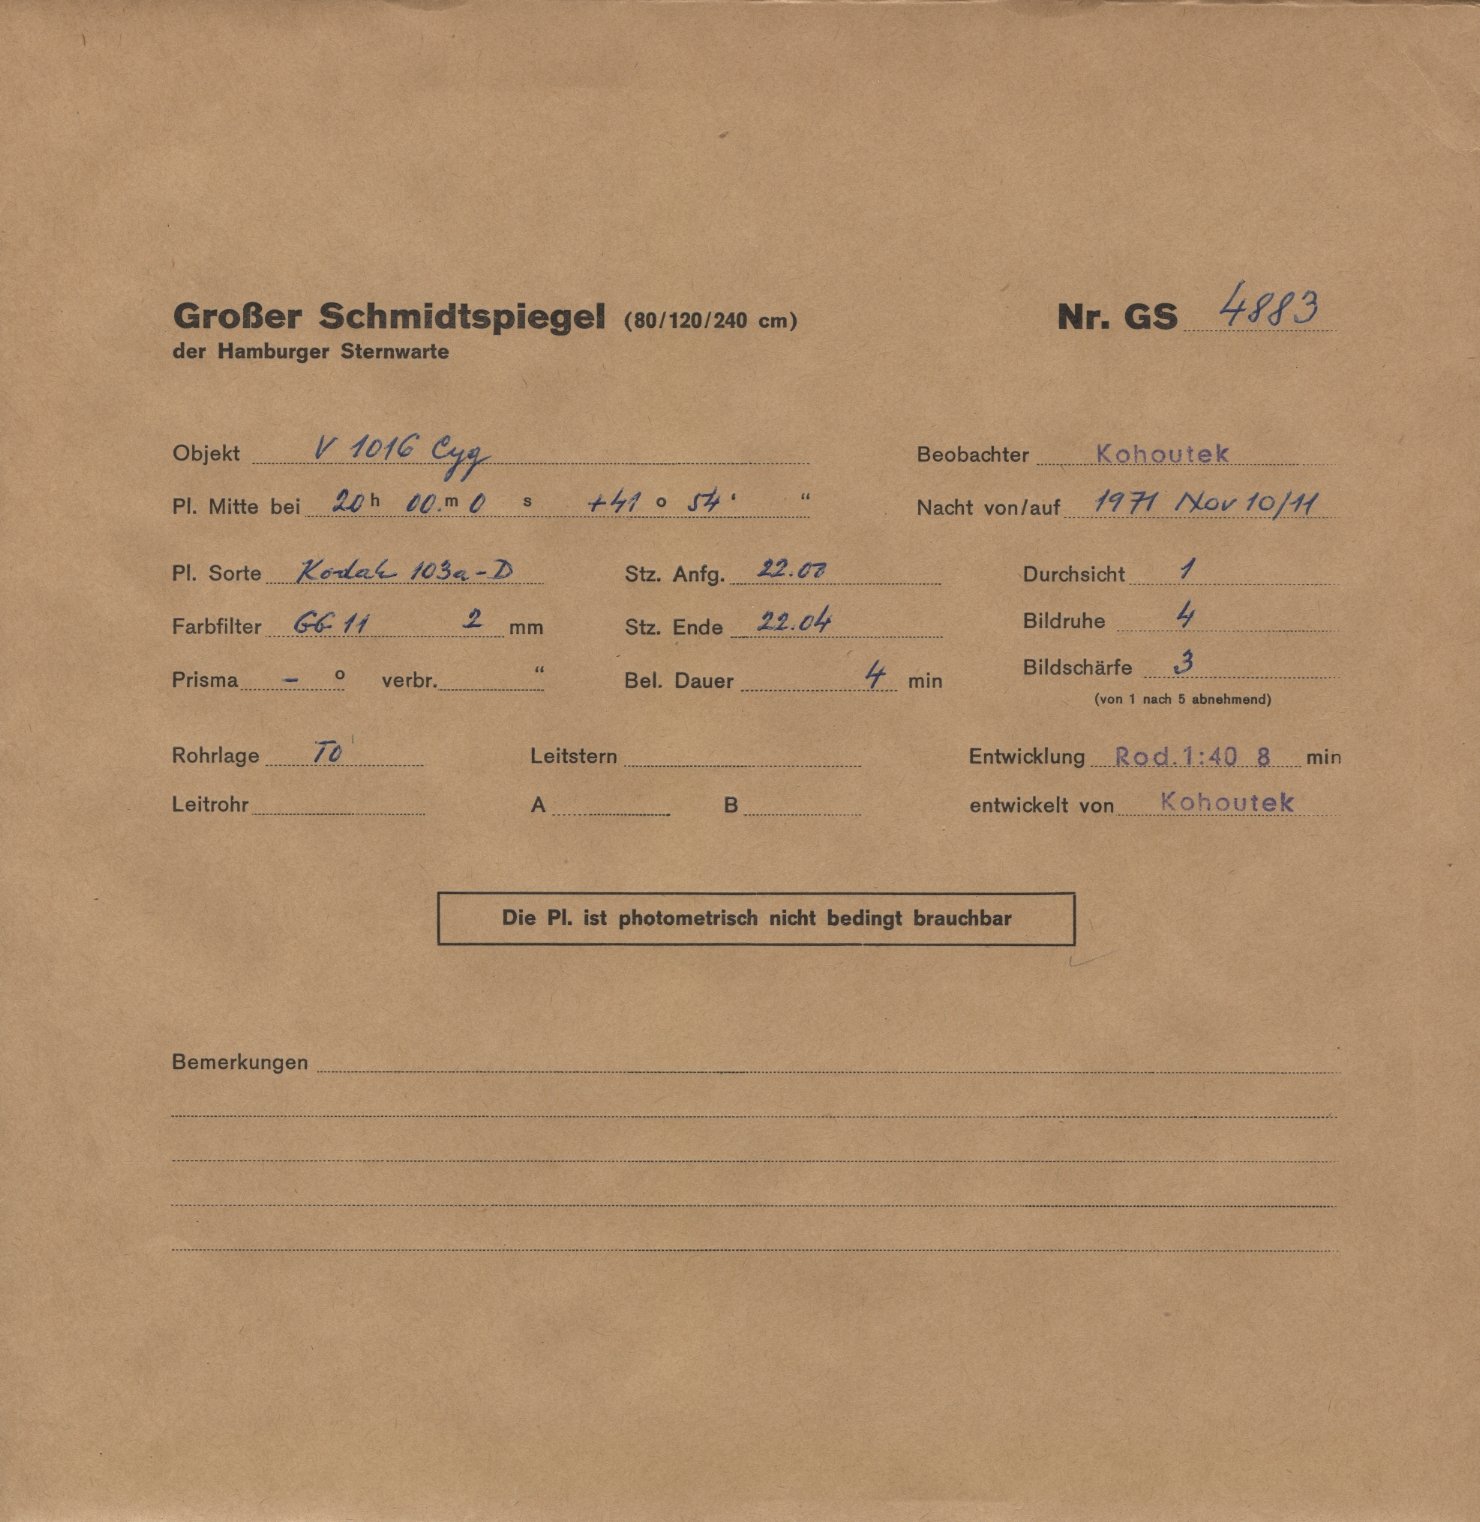 Großer Schmidtspiegel (80/120/240 cm) Nr. GS 4883
der Hamburger Sternwarte
Objekt V 1016 Cyg Beobachter Kohoutek
Pl. Mitte bei 20 h 00. m 0 s +41 o 54 ‘ “ Nacht von/auf 1971 Nov 10/11
Pl. Sorte Kodak 103a-D Stz. Anfg. 22.00 Durchsicht 1
Farbfilter GG 11 2 mm Stz. Ende 22.04 Bildruhe 4
Prisma – o verbr. “ Bel. Dauer 4 min Bildschärfe 3
(von 1 nach 5 abnehmend)
Rohrlage TO Leitstern Entwicklung Rod.1:40 8 min
Leitrohr A B entwickelt von Kohoutek
Die Pl. ist photometrisch nicht bedingt brauchbar
Bemerkungen